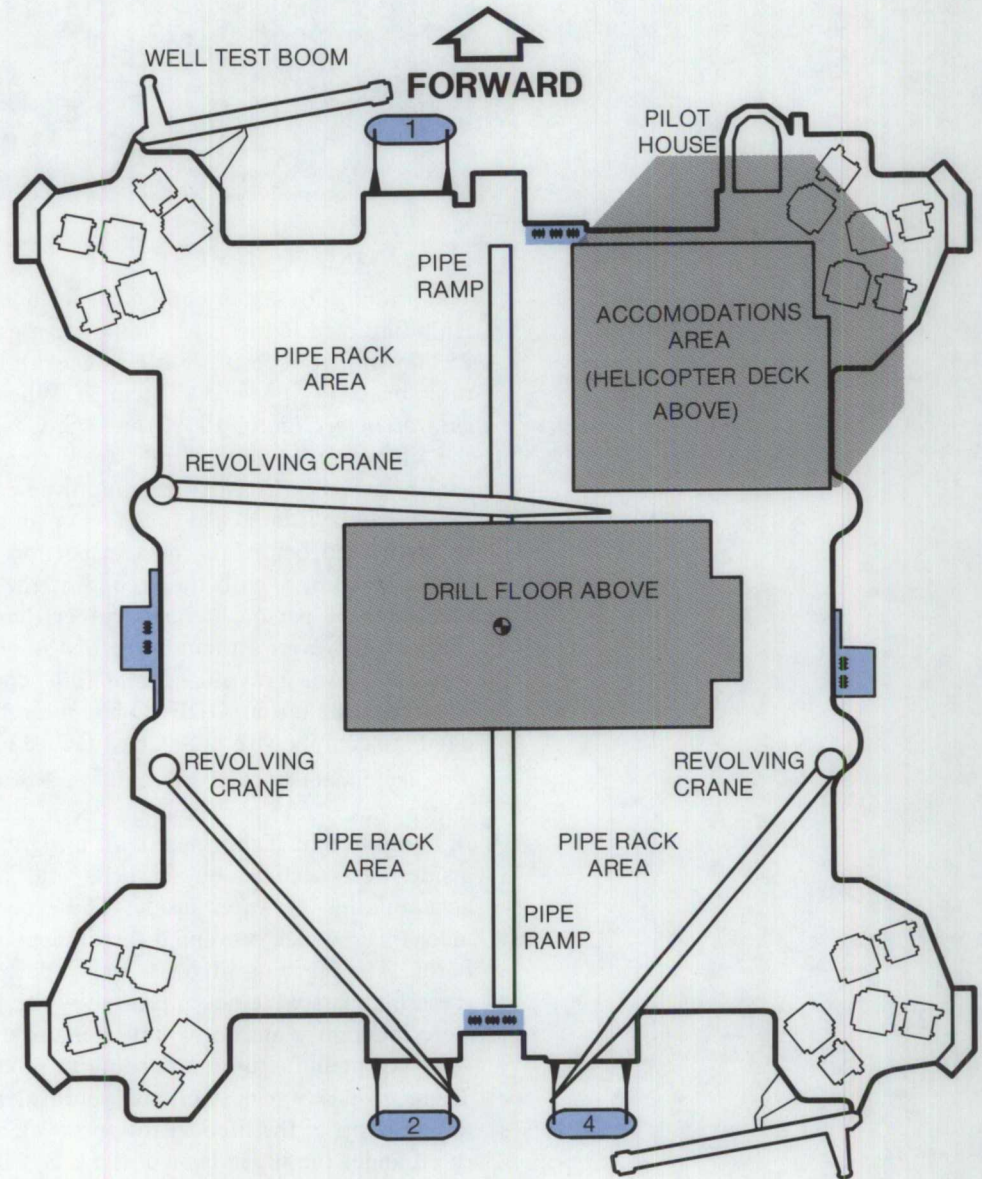 WELL TEST BOOM
FORWARD
1
PILOT
HOUSE
PIPE
RAMP
ACCOMODATIONS
AREA
(HELICOPTER DECK
ABOVE)
PIPE RACK
AREA
REVOLVING CRANE
DRILL FLOOR ABOVE
REVOLVING
CRANE
REVOLVING
CRANE
PIPE RACK
AREA
PIPE RACK
AREA
PIPE
RAMP
2
4